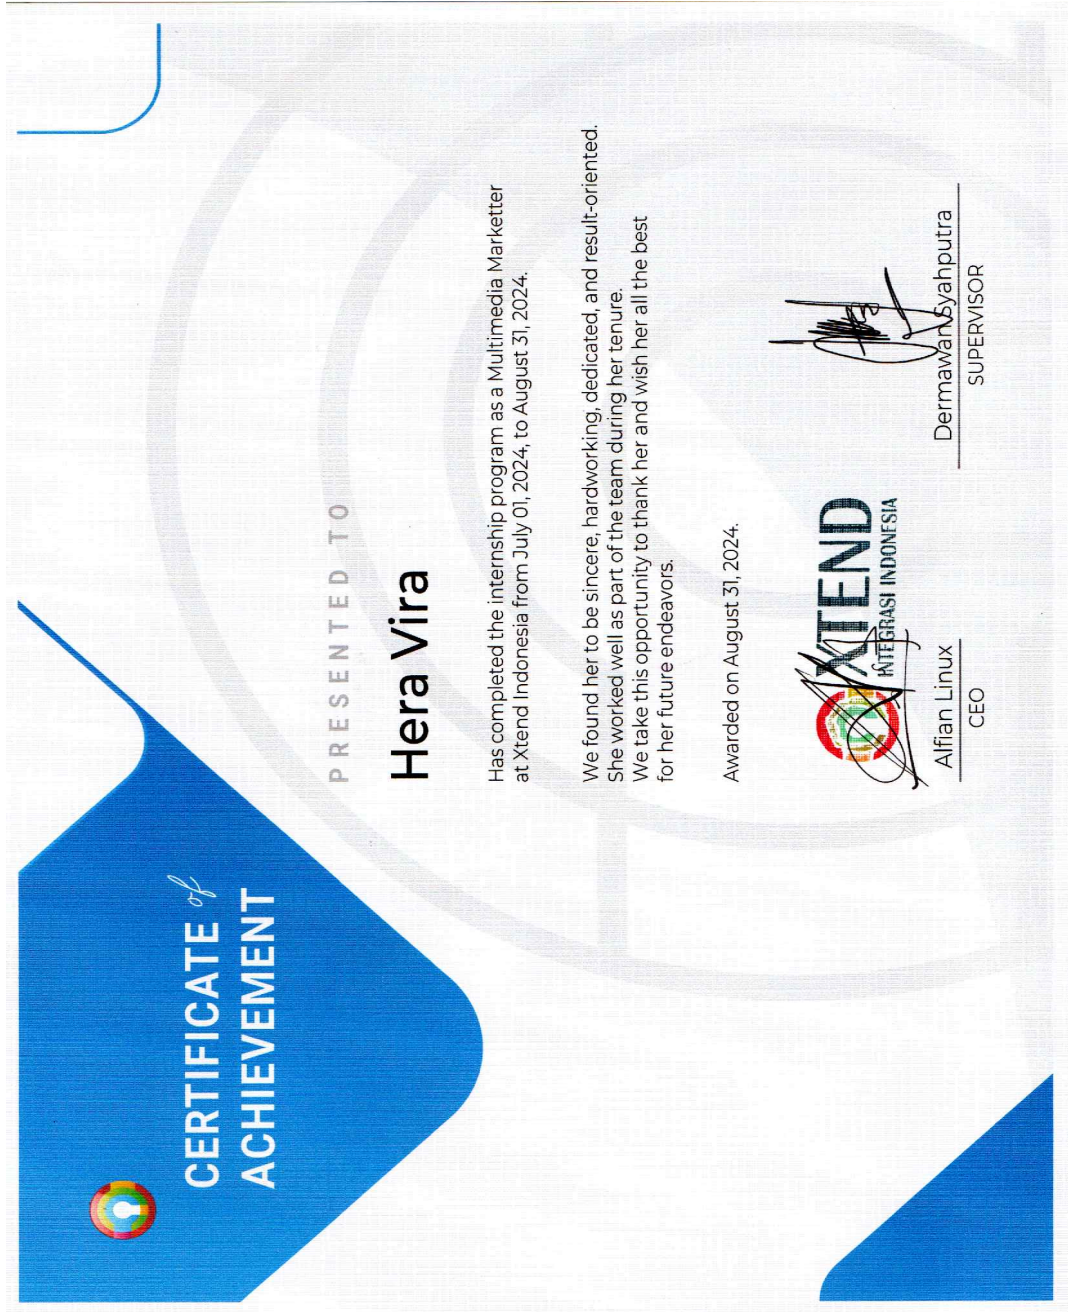 CERTIFICATE of
ACHIEVEMENT
PRESENTED TO
Hera Vira
Has completed the internship program as a Multimedia Marketter
at Xtend Indonesia from July 01, 2024, to August 31, 2024.
We found her to be sincere, hardworking, dedicated, and result-oriented.
She worked well as part of the team during her tenure.
We take this opportunity to thank her and wish her all the best
for her future endeavors.
Awarded on August 31, 2024.
XTEND
INTEGRASI INDONESIA
Alfian Linux
CEO
Dermawan Syahputra
SUPERVISOR